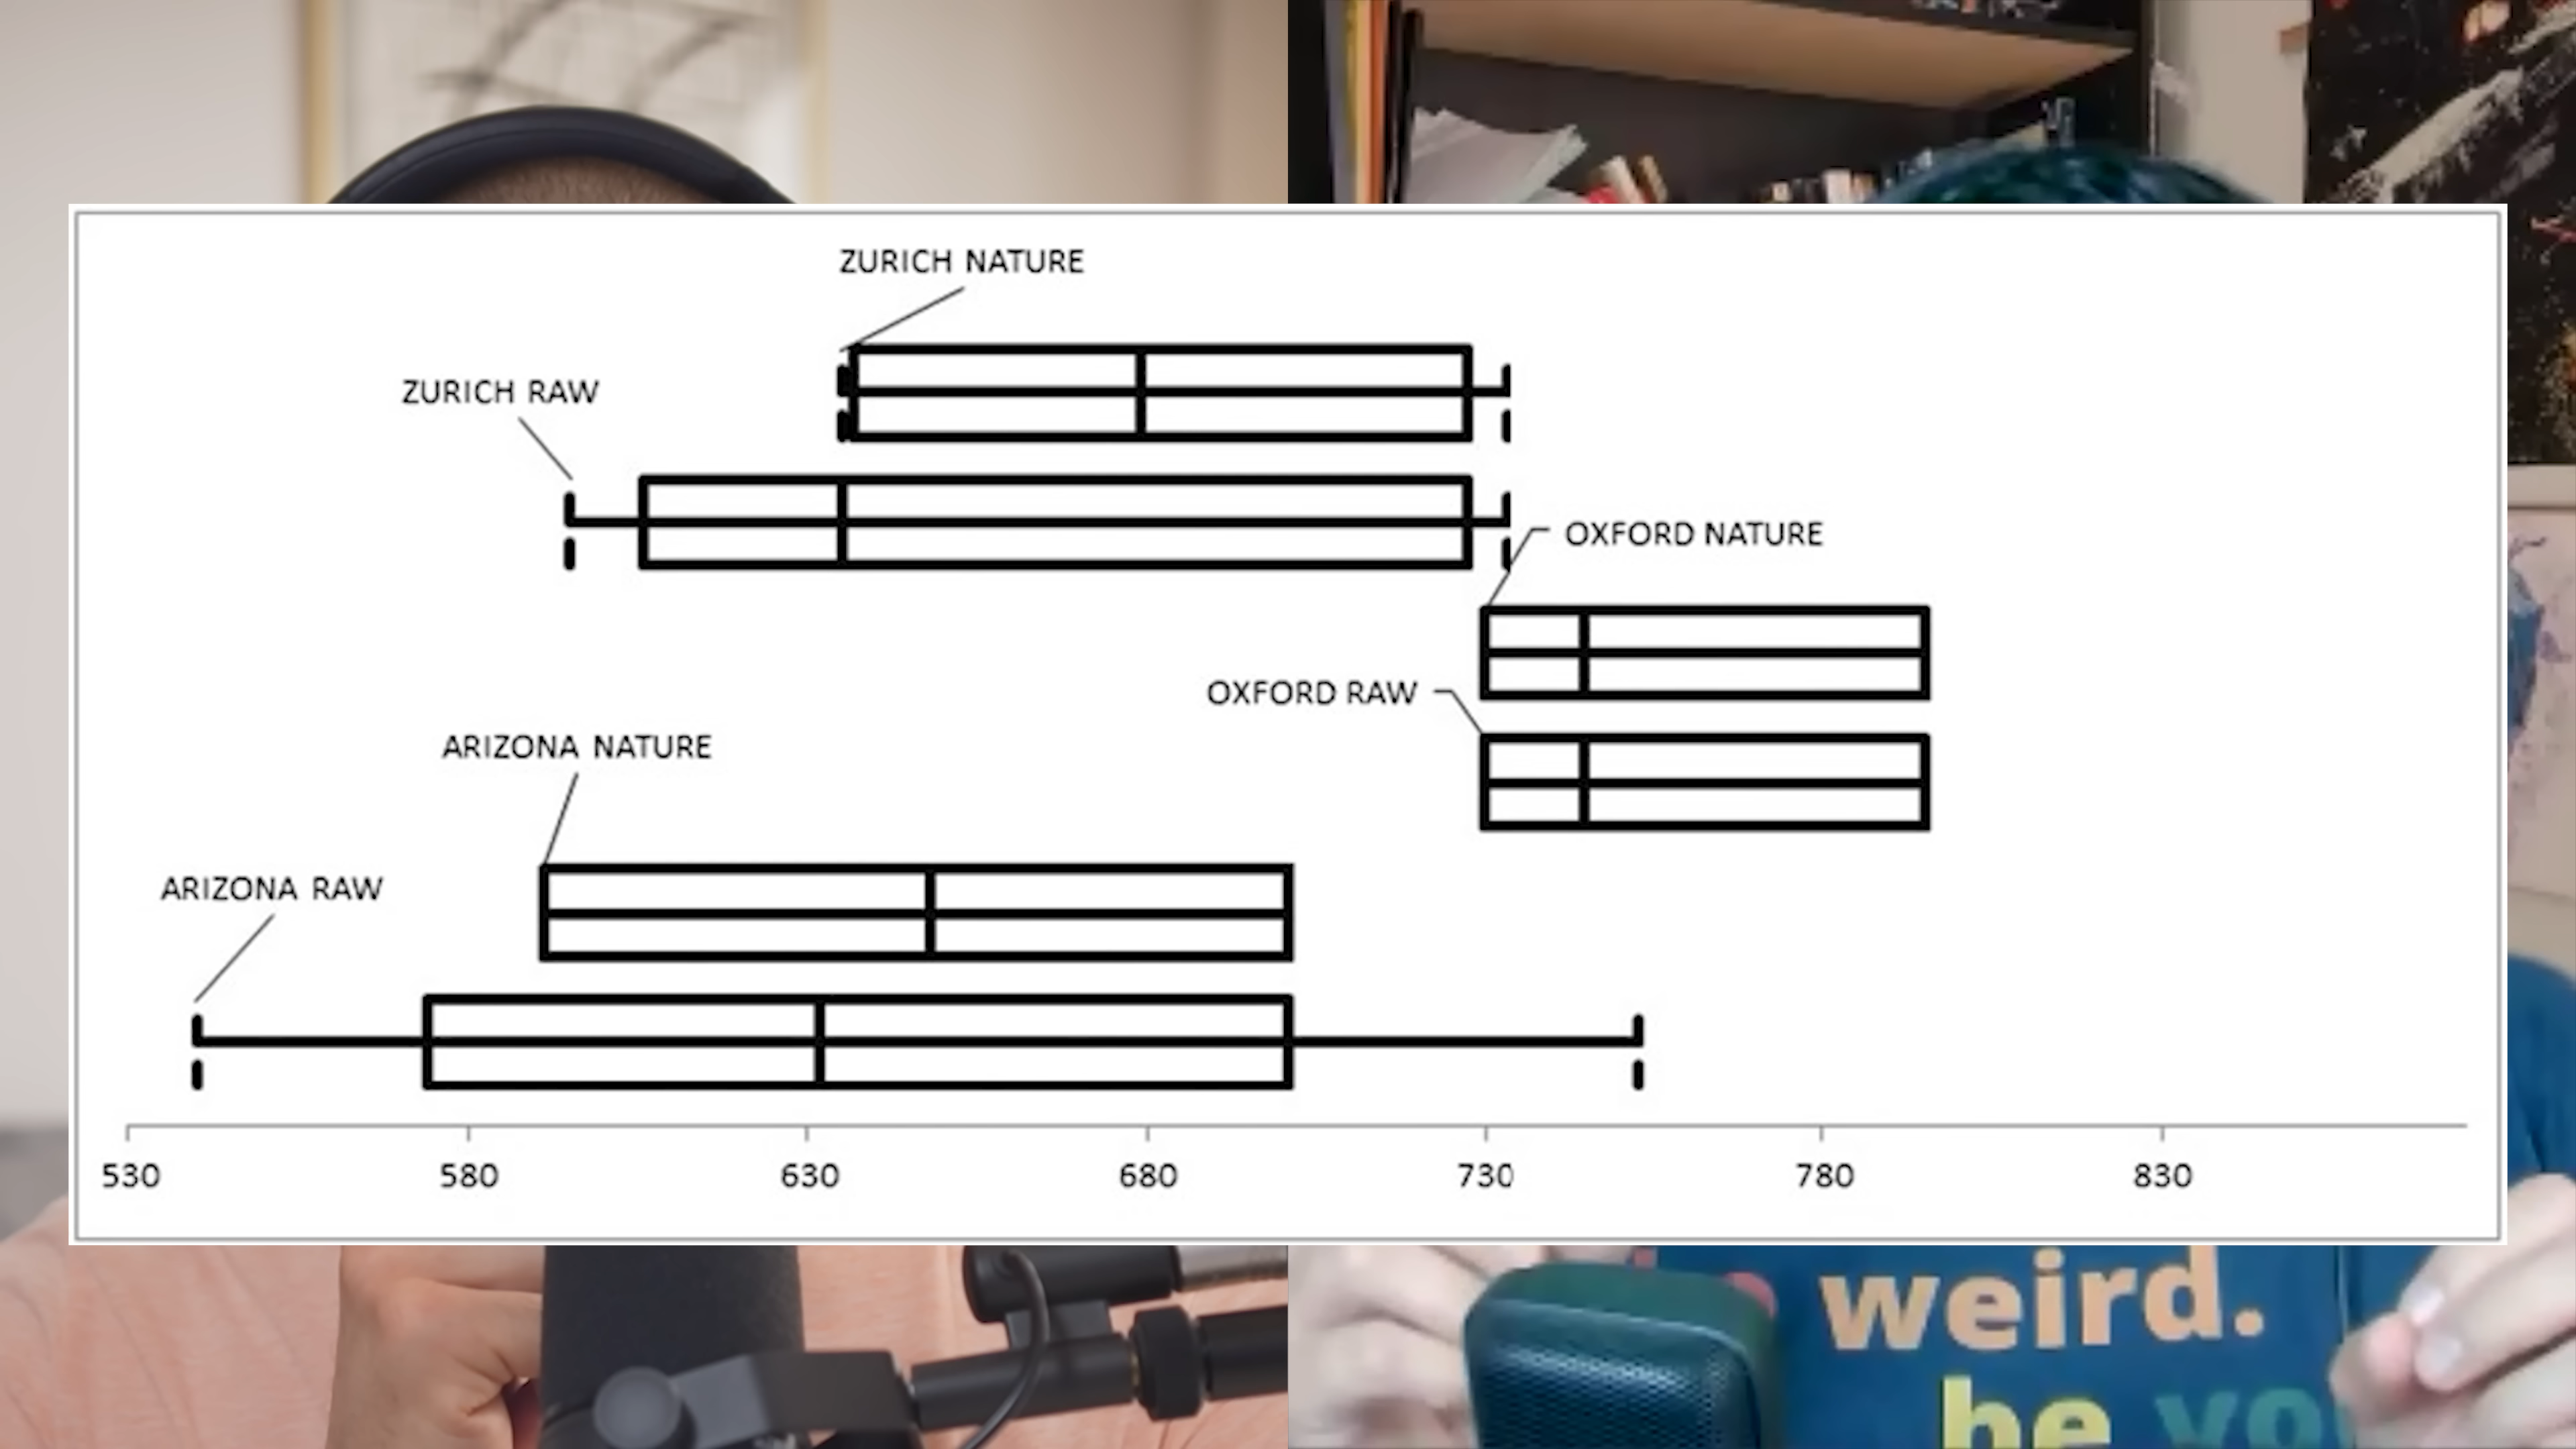 ZURICH NATURE
ZURICH RAW
OXFORD NATURE
OXFORD RAW
ARIZONA NATURE
ARIZONA RAW
530 580 630 680 730 780 830
weird.
be